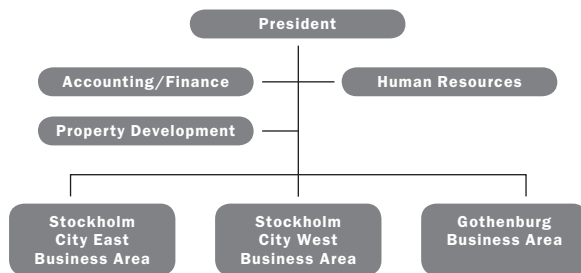 President
Accounting/Finance
Human Resources
Property Development
Stockholm
City East
Business Area
Stockholm
City West
Business Area
Gothenburg
Business Area